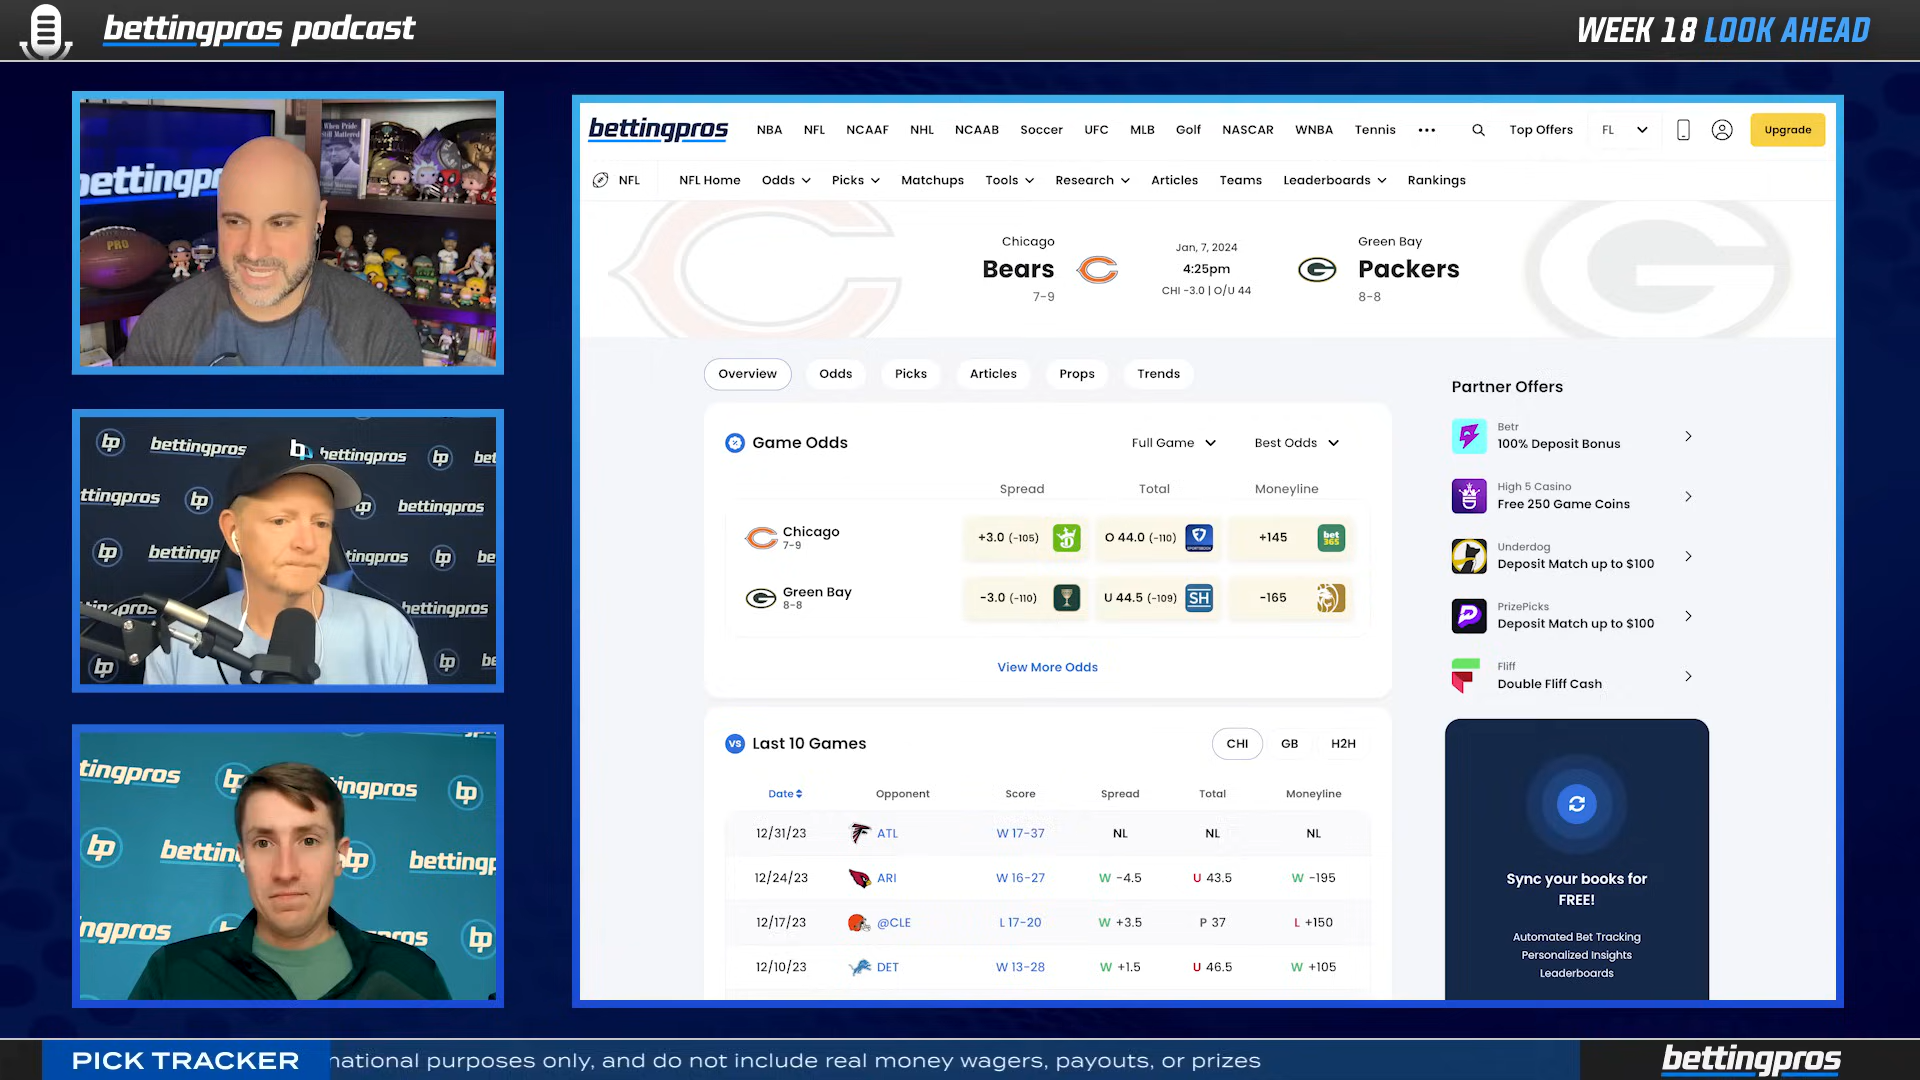 bettingpros podcast
WEEK 18 LOOK AHEAD
When Pride
Still Mattered
bettingpros
PRO
bettingpros
NBA NFL NCAAF NHL NCAAB Soccer UFC MLB Golf NASCAR WNBA Tennis ••• Top Offers FL Upgrade
NFL NFL Home Odds Picks Matchups Tools Research Articles Teams Leaderboards Rankings
Chicago
Bears
7-9
Jan, 7, 2024
4:25pm
CHI -3.0 | O/U 44
Green Bay
Packers
8-8
Overview Odds Picks Articles Props Trends
Game Odds Full Game Best Odds
Spread Total Moneyline
Chicago
7-9
+3.0 (-105) O 44.0 (-110) +145 bet365
Green Bay
8-8
-3.0 (-110) U 44.5 (-109) SH -165
View More Odds
VS Last 10 Games CHI GB H2H
Date Opponent Score Spread Total Moneyline
12/31/23 ATL W 17-37 NL NL NL
12/24/23 ARI W 16-27 W -4.5 U 43.5 W -195
12/17/23 @CLE L 17-20 W +3.5 P 37 L +150
12/10/23 DET W 13-28 W +1.5 U 46.5 W +105
Partner Offers
Betr
100% Deposit Bonus
High 5 Casino
Free 250 Game Coins
Underdog
Deposit Match up to $100
PrizePicks
Deposit Match up to $100
Fliff
Double Fliff Cash
Sync your books for
FREE!
Automated Bet Tracking
Personalized Insights
Leaderboards
PICK TRACKER
national purposes only, and do not include real money wagers, payouts, or prizes
bettingpros